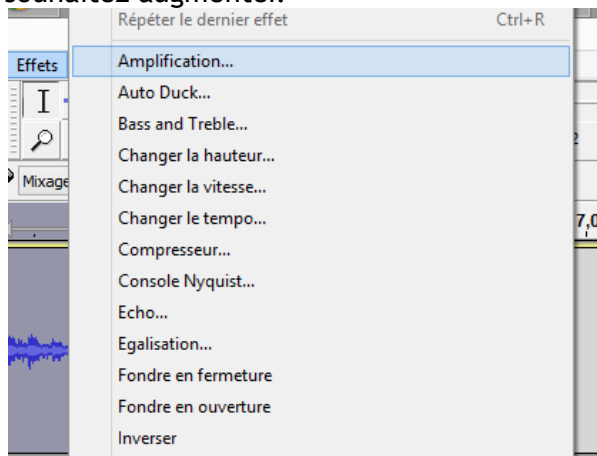 souhaitez augmenter.
Répéter le dernier effet Ctrl+R
Effets
Amplification...
Auto Duck...
Bass and Treble...
Changer la hauteur...
Mixage
Changer la vitesse...
Changer le tempo...
7,0
Compresseur...
Console Nyquist...
Echo...
Egalisation...
Fondre en fermeture
Fondre en ouverture
Inverser